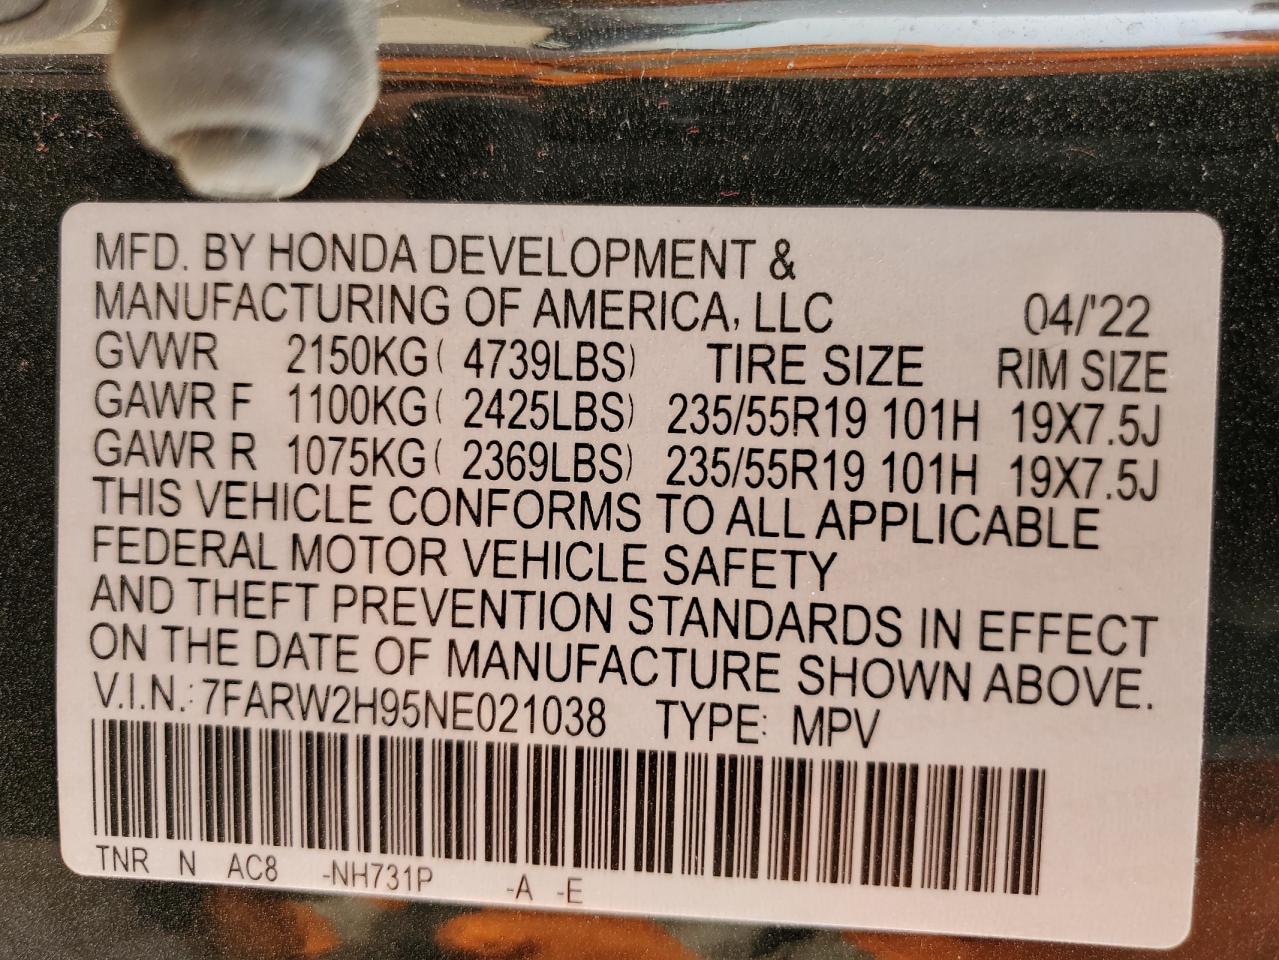 MFD. BY HONDA DEVELOPMENT &
MANUFACTURING OF AMERICA, LLC 04/'22
GVWR 2150KG( 4739LBS) TIRE SIZE RIM SIZE
GAWR F 1100KG( 2425LBS) 235/55R19 101H 19X7.5J
GAWR R 1075KG( 2369LBS) 235/55R19 101H 19X7.5J
THIS VEHICLE CONFORMS TO ALL APPLICABLE
FEDERAL MOTOR VEHICLE SAFETY
AND THEFT PREVENTION STANDARDS IN EFFECT
ON THE DATE OF MANUFACTURE SHOWN ABOVE.
V.I.N.: 7FARW2H95NE021038 TYPE: MPV
TNR N AC8 -NH731P -A -E